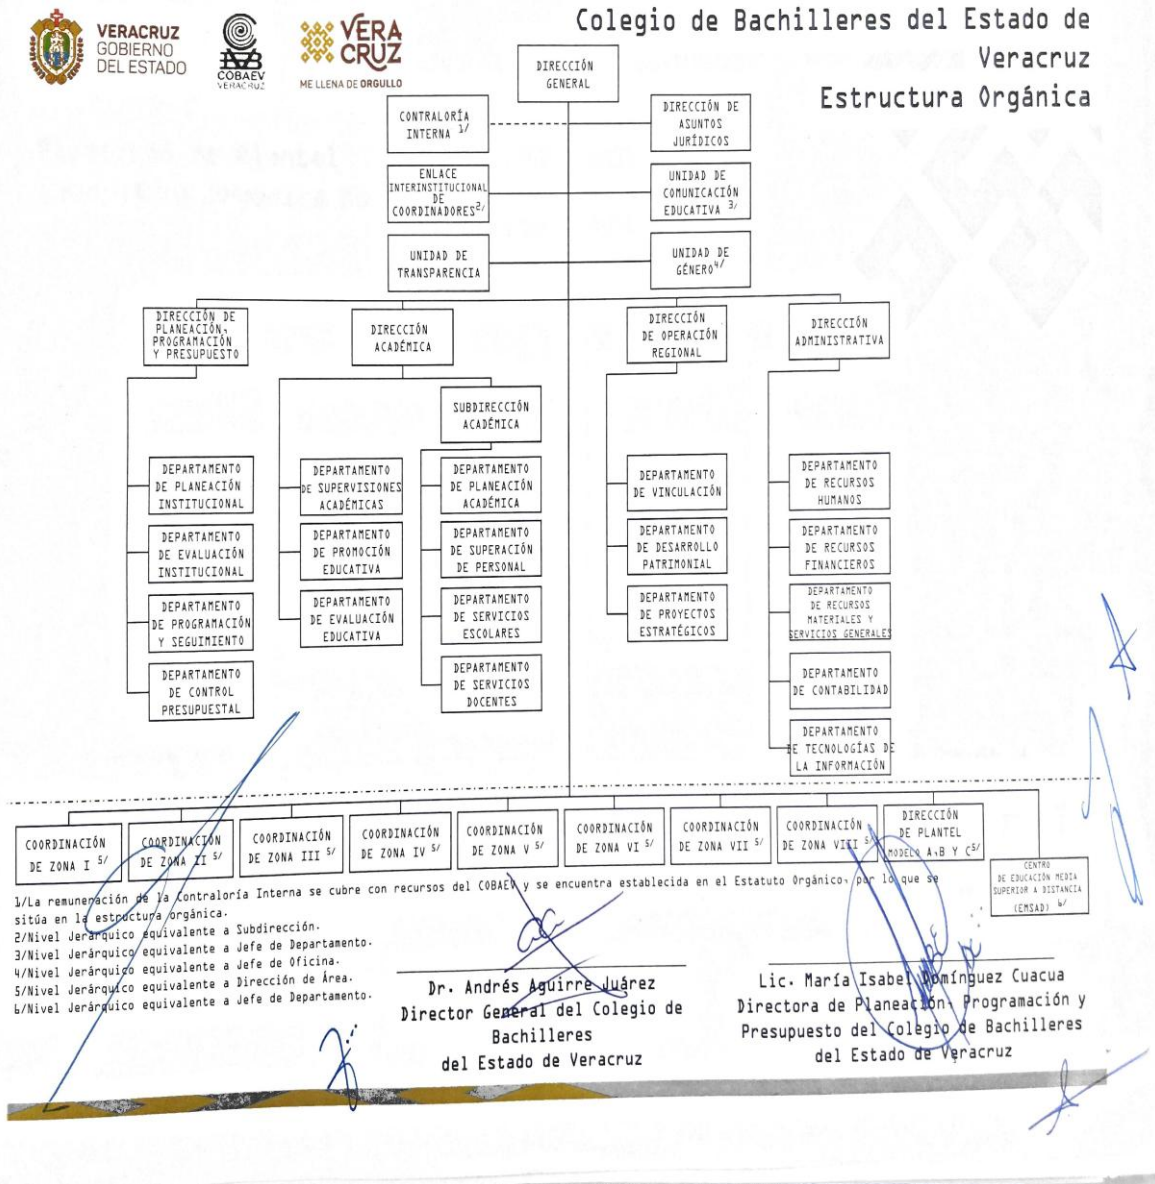 VERACRUZ
GOBIERNO
DEL ESTADO
COBAEV
VERACRUZ
VERA
CRUZ
ME LLENA DE ORGULLO
Colegio de Bachilleres del Estado de
Veracruz
Estructura Orgánica
DIRECCIÓN
GENERAL
CONTRALORÍA
INTERNA 1/
DIRECCIÓN DE
ASUNTOS
JURÍDICOS
ENLACE
INTERINSTITUCIONAL
DE
COORDINADORES2/
UNIDAD DE
COMUNICACIÓN
EDUCATIVA 3/
UNIDAD DE
TRANSPARENCIA
UNIDAD DE
GÉNERO4/
DIRECCIÓN DE
PLANEACIÓN,
PROGRAMACIÓN
Y PRESUPUESTO
DIRECCIÓN
ACADÉMICA
DIRECCIÓN
DE OPERACIÓN
REGIONAL
DIRECCIÓN
ADMINISTRATIVA
SUBDIRECCIÓN
ACADÉMICA
DEPARTAMENTO
DE PLANEACIÓN
INSTITUCIONAL
DEPARTAMENTO
DE SUPERVISIONES
ACADÉMICAS
DEPARTAMENTO
DE PLANEACIÓN
ACADÉMICA
DEPARTAMENTO
DE VINCULACIÓN
DEPARTAMENTO
DE RECURSOS
HUMANOS
DEPARTAMENTO
DE EVALUACIÓN
INSTITUCIONAL
DEPARTAMENTO
DE PROMOCIÓN
EDUCATIVA
DEPARTAMENTO
DE SUPERACIÓN
DE PERSONAL
DEPARTAMENTO
DE DESARROLLO
PATRIMONIAL
DEPARTAMENTO
DE RECURSOS
FINANCIEROS
DEPARTAMENTO
DE PROGRAMACIÓN
Y SEGUIMIENTO
DEPARTAMENTO
DE EVALUACIÓN
EDUCATIVA
DEPARTAMENTO
DE SERVICIOS
ESCOLARES
DEPARTAMENTO
DE PROYECTOS
ESTRATÉGICOS
DEPARTAMENTO
DE RECURSOS
MATERIALES Y
SERVICIOS GENERALES
DEPARTAMENTO
DE CONTROL
PRESUPUESTAL
DEPARTAMENTO
DE SERVICIOS
DOCENTES
DEPARTAMENTO
DE CONTABILIDAD
DEPARTAMENTO
DE TECNOLOGÍAS DE
LA INFORMACIÓN
COORDINACIÓN
DE ZONA I 5/
COORDINACIÓN
DE ZONA II 5/
COORDINACIÓN
DE ZONA III 5/
COORDINACIÓN
DE ZONA IV 5/
COORDINACIÓN
DE ZONA V 5/
COORDINACIÓN
DE ZONA VI 5/
COORDINACIÓN
DE ZONA VII 5/
COORDINACIÓN
DE ZONA VIII 5/
DIRECCIÓN
DE PLANTEL
MODELO A,B Y C5/
CENTRO
DE EDUCACIÓN MEDIA
SUPERIOR A DISTANCIA
(EMSAD) 6/
1/La remuneración de la Contraloría Interna se cubre con recursos del COBAEV y se encuentra establecida en el Estatuto Orgánico, por lo que se
sitúa en la estructura orgánica.
2/Nivel Jerárquico equivalente a Subdirección.
3/Nivel Jerárquico equivalente a Jefe de Departamento.
4/Nivel Jerárquico equivalente a Jefe de Oficina.
5/Nivel Jerárquico equivalente a Dirección de Área.
6/Nivel Jerárquico equivalente a Jefe de Departamento.
Dr. Andrés Aguirre Juárez
Director General del Colegio de
Bachilleres
del Estado de Veracruz
Lic. María Isabel Domínguez Cuacua
Directora de Planeación, Programación y
Presupuesto del Colegio de Bachilleres
del Estado de Veracruz